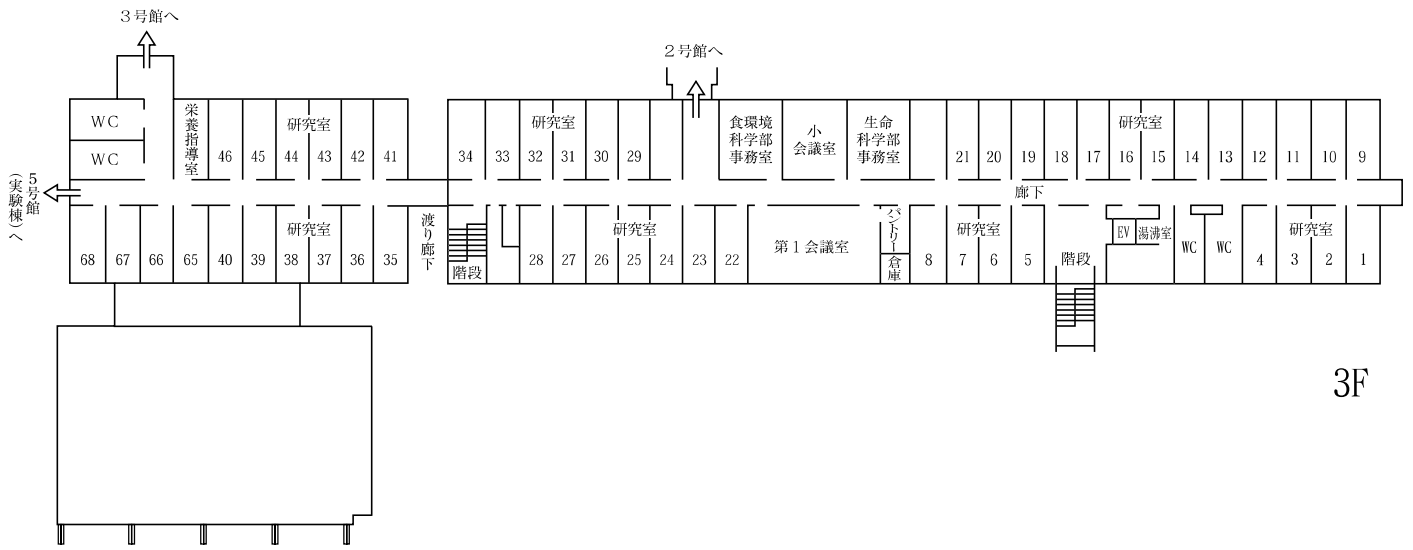 3号館へ
2号館へ
WC
WC
栄養指導室
46
45
研究室
44
43
42
41
34
33
研究室
32
31
30
29
食環境
科学部
事務室
小
会議室
生命
科学部
事務室
21
20
19
18
17
研究室
16
15
14
13
12
11
10
9
5号館
(実験棟)へ
廊下
68
67
66
65
40
39
研究室
38
37
36
35
渡り廊下
階段
28
27
26
研究室
25
24
23
22
第1会議室
パントリー
倉庫
8
研究室
7
6
5
階段
EV
湯沸室
WC
WC
4
研究室
3
2
1
3F